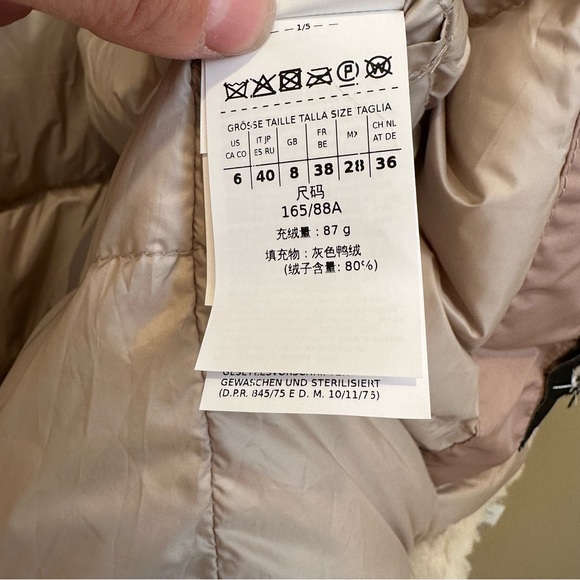 1/5
P
W
GRÖSSE TAILLE TALLA SIZE TAGLIA
US CA CO IT JP ES RU GB FR BE MX CH NL AT DE
6 40 8 38 28 36
尺码
165/88A
充绒量：87 g
填充物：灰色鸭绒
(绒子含量: 80%)
GEWASCHEN UND STERILISIERT
(D.P.R. 845/75 E D. M. 10/11/76)